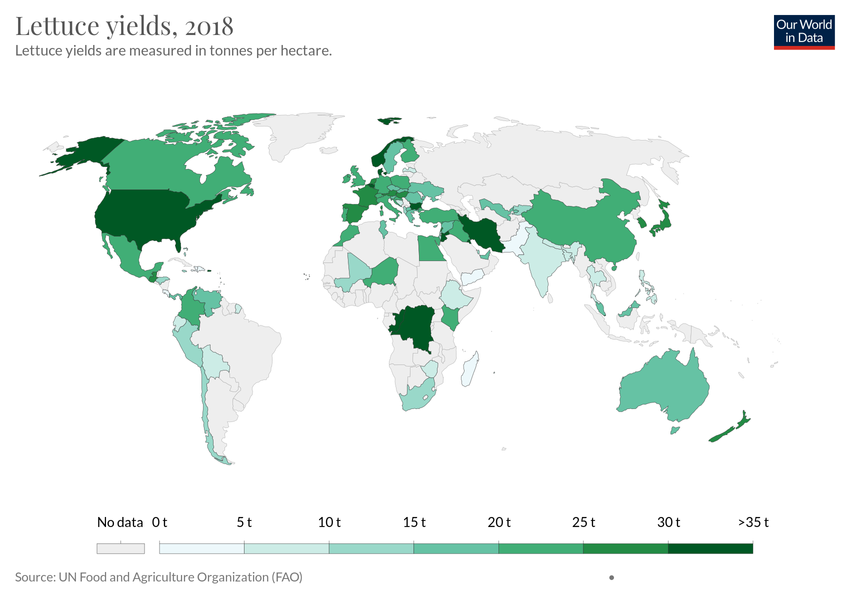 Lettuce yields, 2018
Lettuce yields are measured in tonnes per hectare.
Our World
in Data
No data 0 t 5 t 10 t 15 t 20 t 25 t 30 t >35 t
Source: UN Food and Agriculture Organization (FAO)